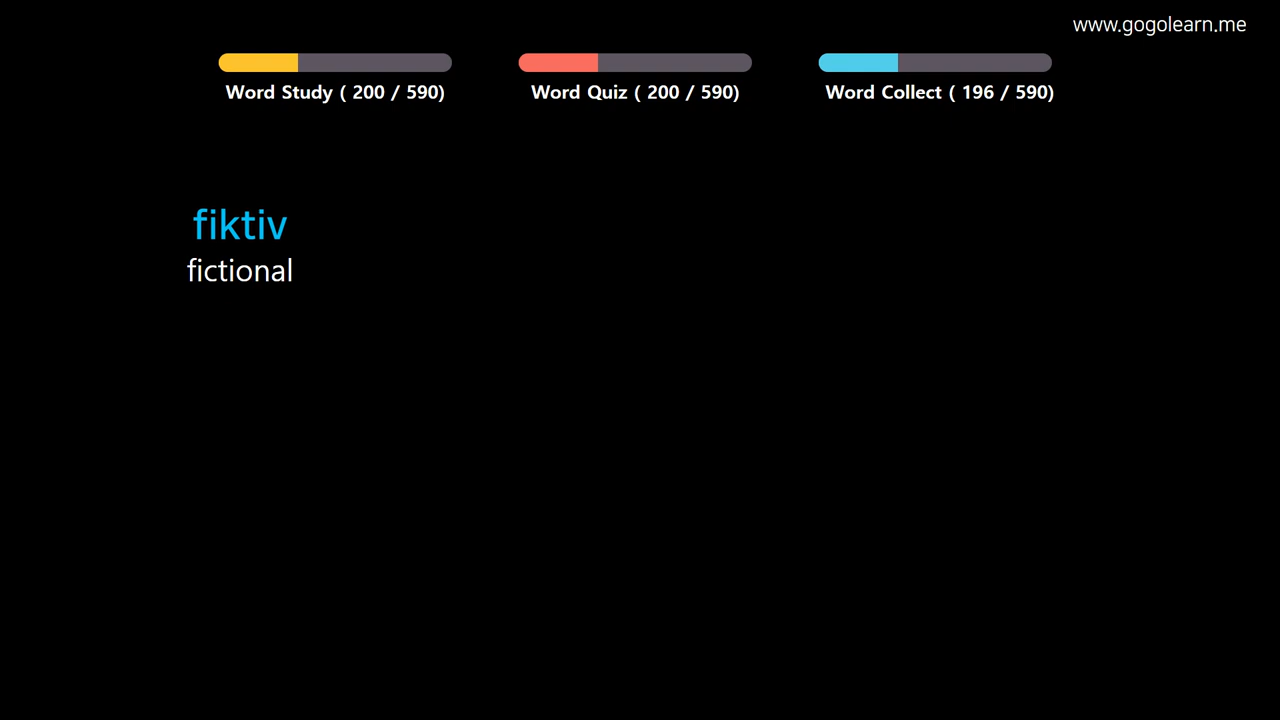 www.gogolearn.me
Word Study ( 200 / 590)
Word Quiz ( 200 / 590)
Word Collect ( 196 / 590)
fiktiv
fictional